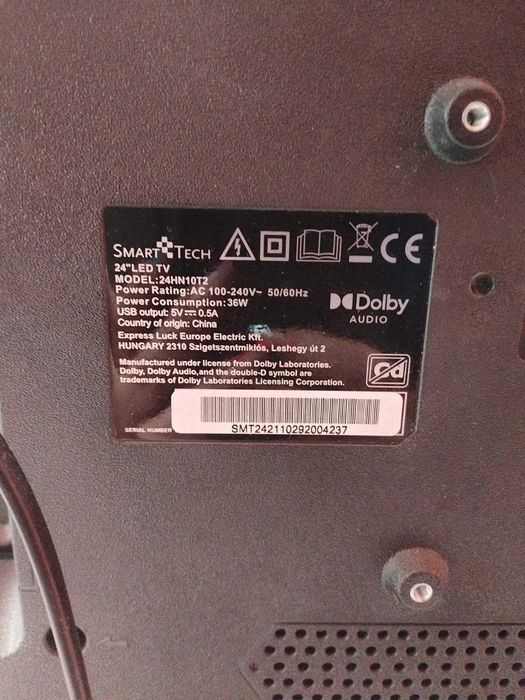 SMART TECH
24"LED TV
MODEL:24HN10T2
Power Rating:AC 100-240V~ 50/60Hz
Power Consumption:36W
USB output: 5V⎓0.5A
Country of origin: China
Dolby
AUDIO
Express Luck Europe Electric Kft.
HUNGARY 2310 Szigetszentmiklós, Leshegy út 2
Manufactured under license from Dolby Laboratories.
Dolby, Dolby Audio,and the double-D symbol are
trademarks of Dolby Laboratories Licensing Corporation.
Cd
SERIAL NUMBER
SMT242110292004237